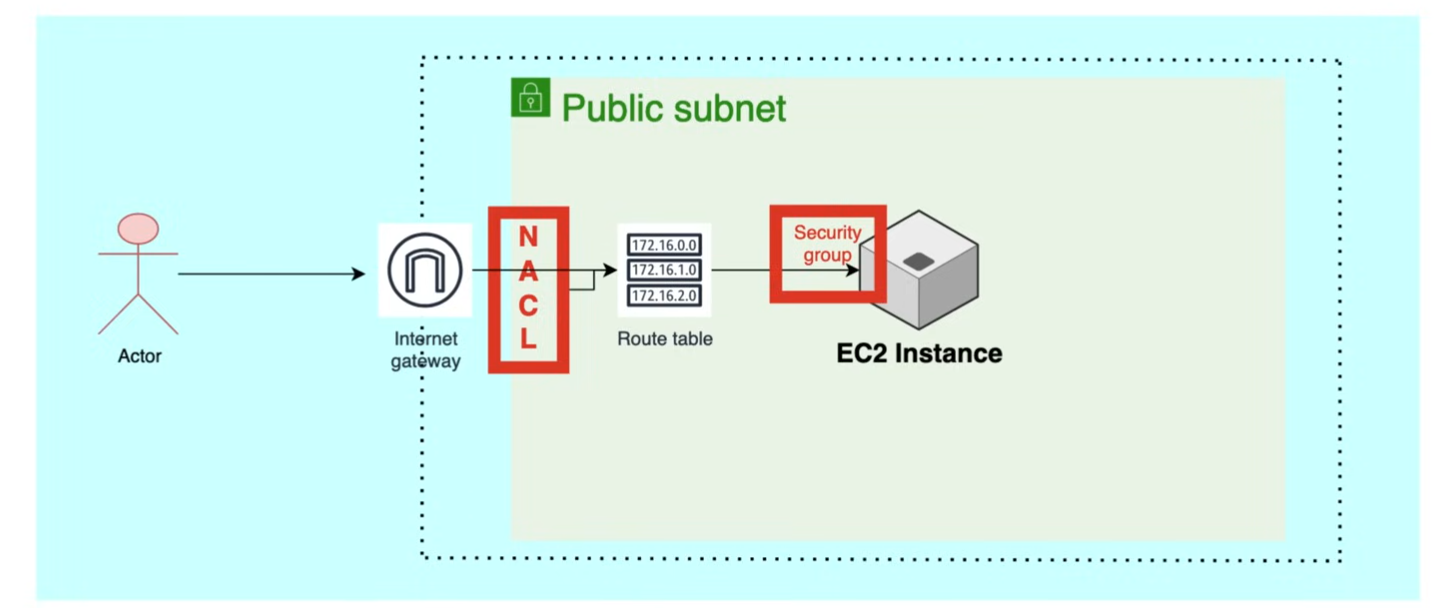 Public subnet
Actor
Internet
gateway
N
A
C
L
172.16.0.0
172.16.1.0
172.16.2.0
Route table
Security
group
EC2 Instance